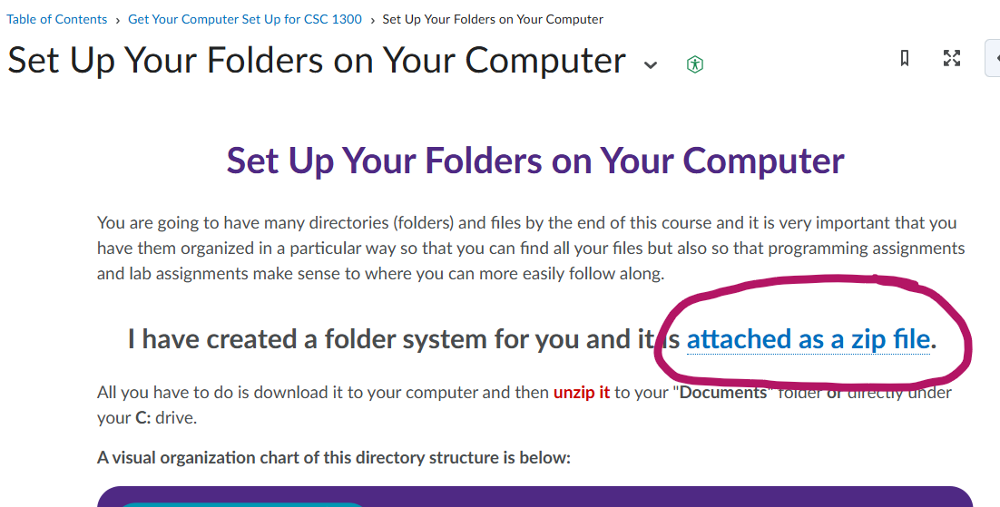 Table of Contents › Get Your Computer Set Up for CSC 1300 › Set Up Your Folders on Your Computer
Set Up Your Folders on Your Computer
Set Up Your Folders on Your Computer
You are going to have many directories (folders) and files by the end of this course and it is very important that you
have them organized in a particular way so that you can find all your files but also so that programming assignments
and lab assignments make sense to where you can more easily follow along.
I have created a folder system for you and it is attached as a zip file.
All you have to do is download it to your computer and then unzip it to your "Documents" folder or directly under
your C: drive.
A visual organization chart of this directory structure is below: